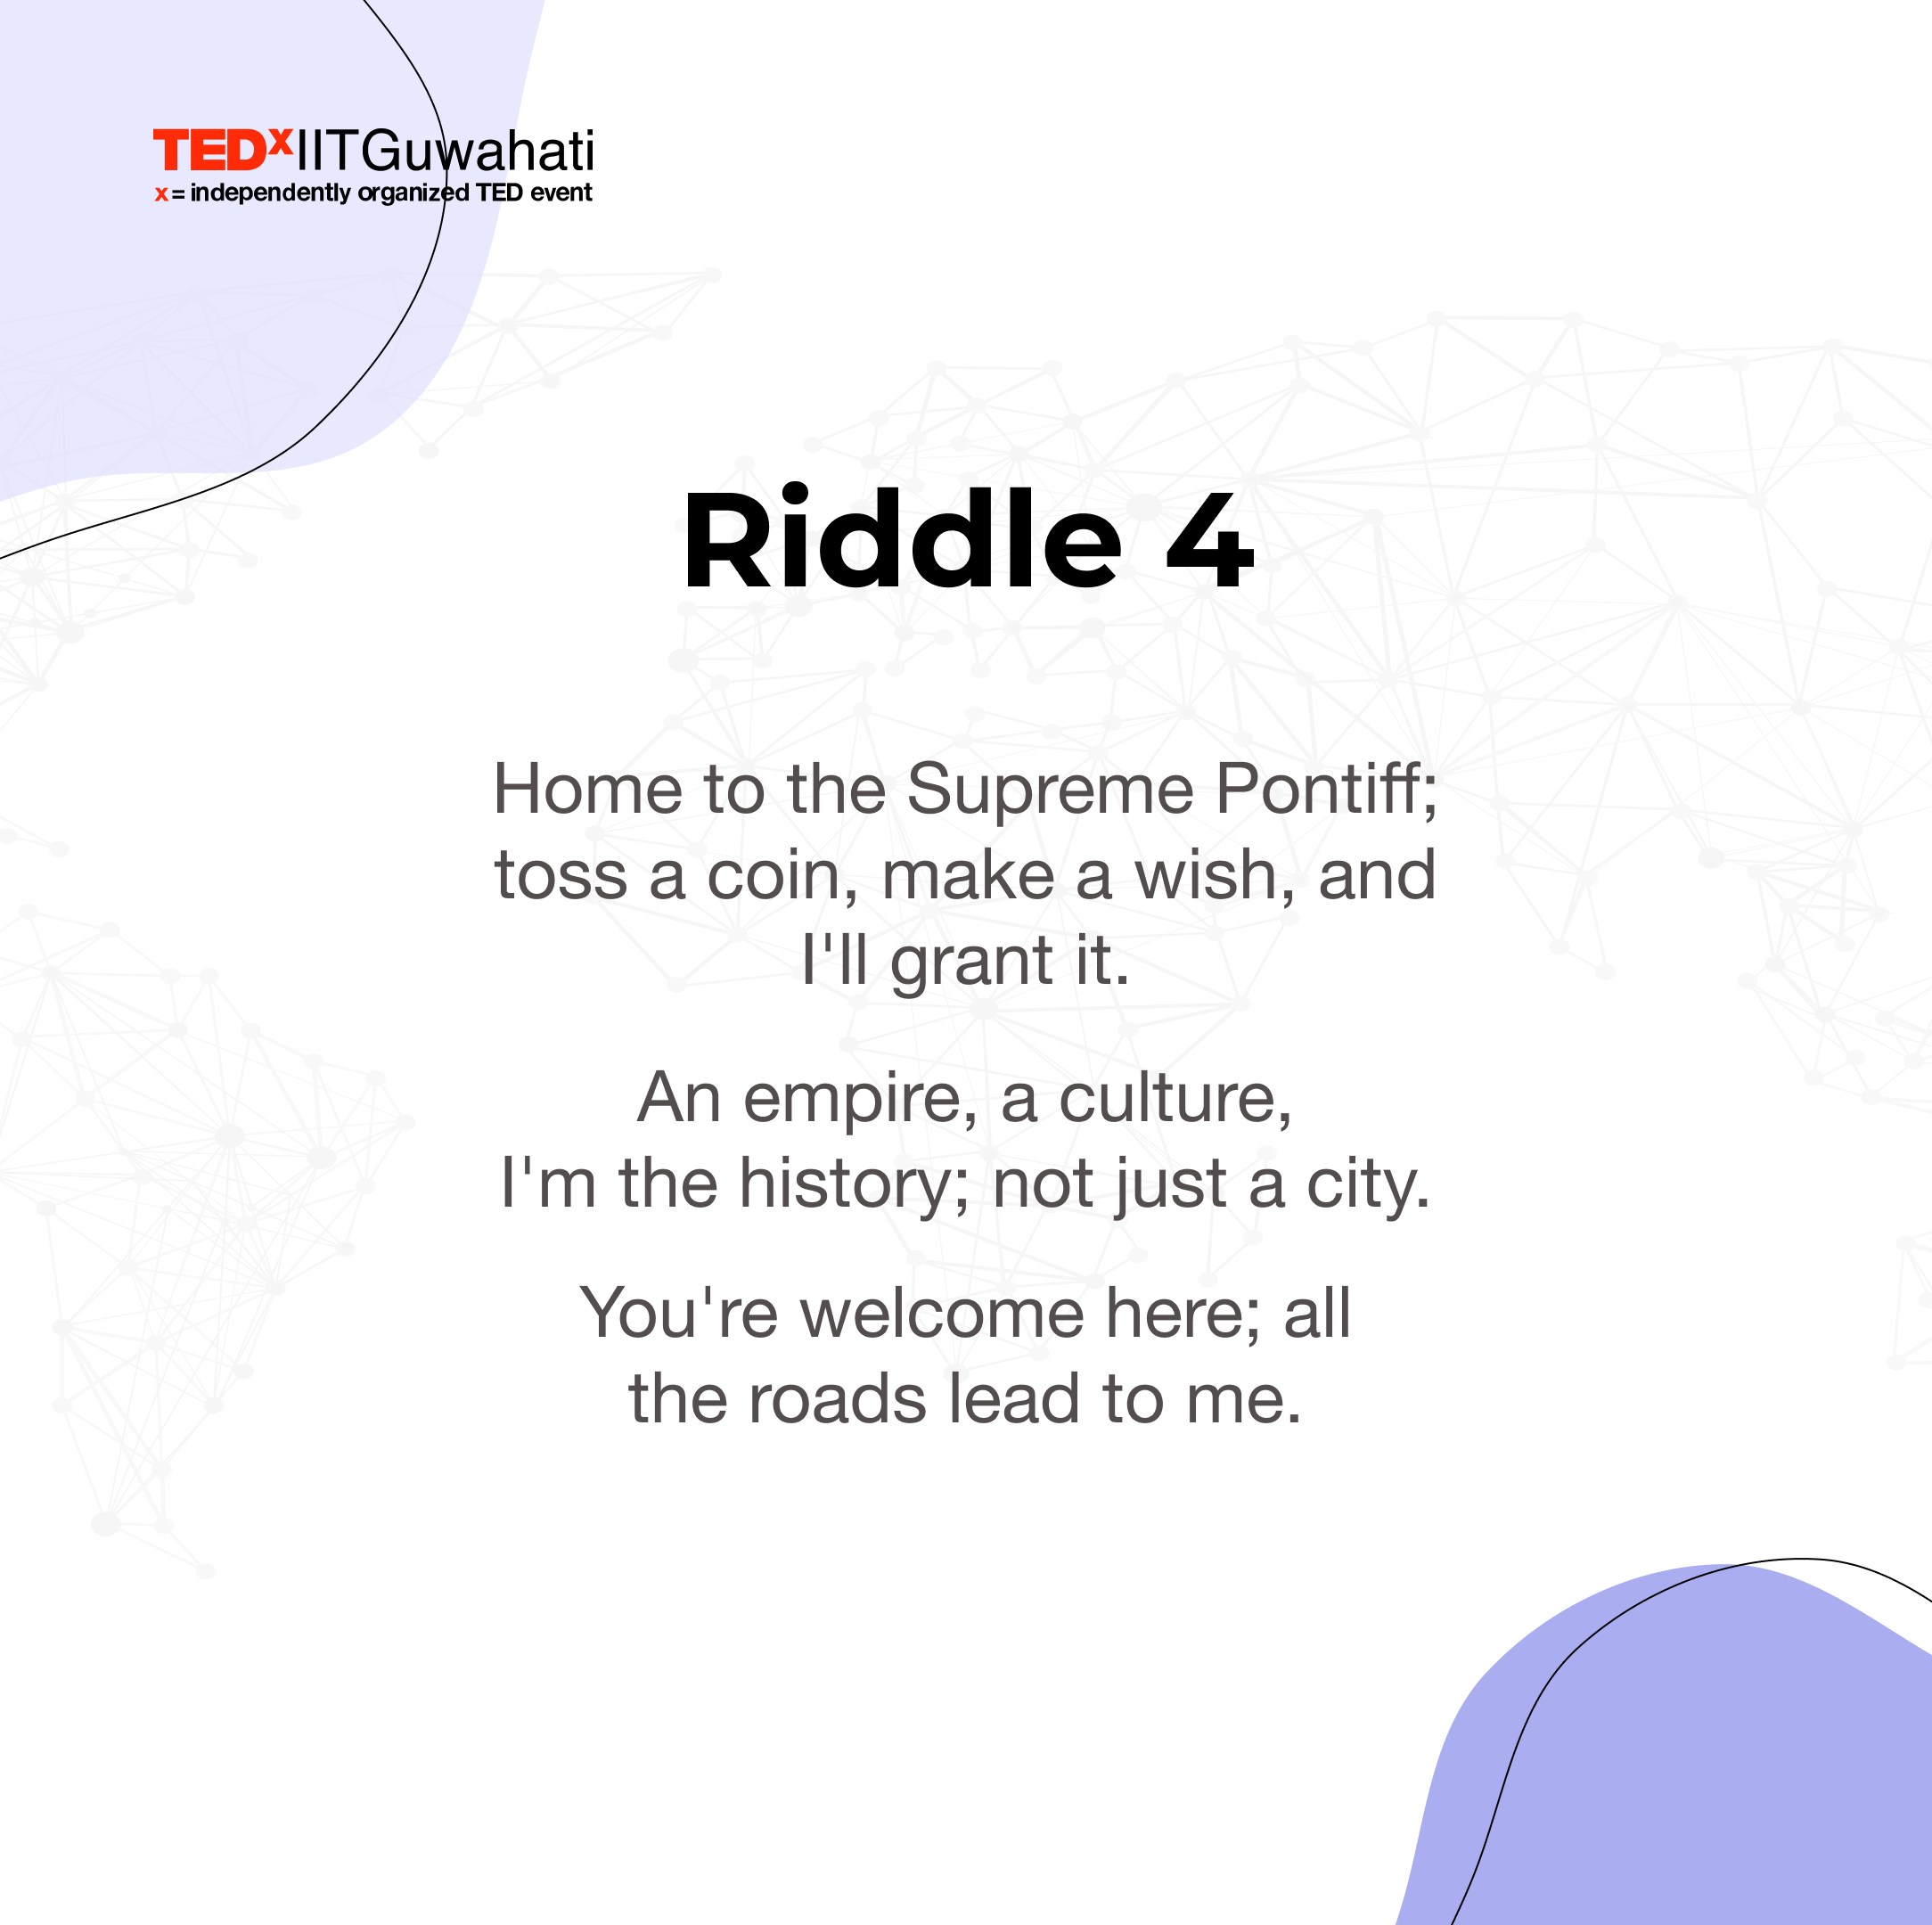 TEDxIITGuwahati
x = independently organized TED event
Riddle 4
Home to the Supreme Pontiff;
toss a coin, make a wish, and
I'll grant it.
An empire, a culture,
I'm the history; not just a city.
You're welcome here; all
the roads lead to me.